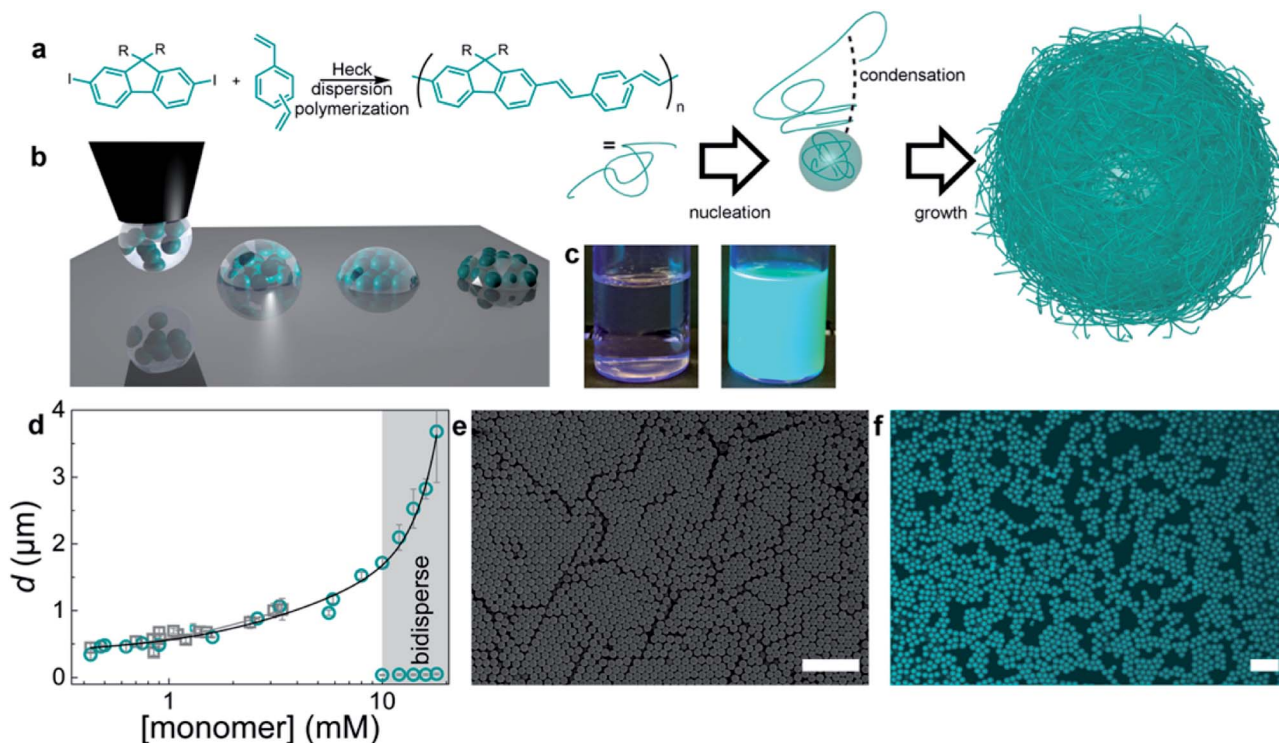 a
R R
I I
+
Heck
dispersion
polymerization
R R
n
=
nucleation
condensation
growth
b
c
d
d (μm)
4
3
2
1
0
bidisperse
1 10
[monomer] (mM)
e
f